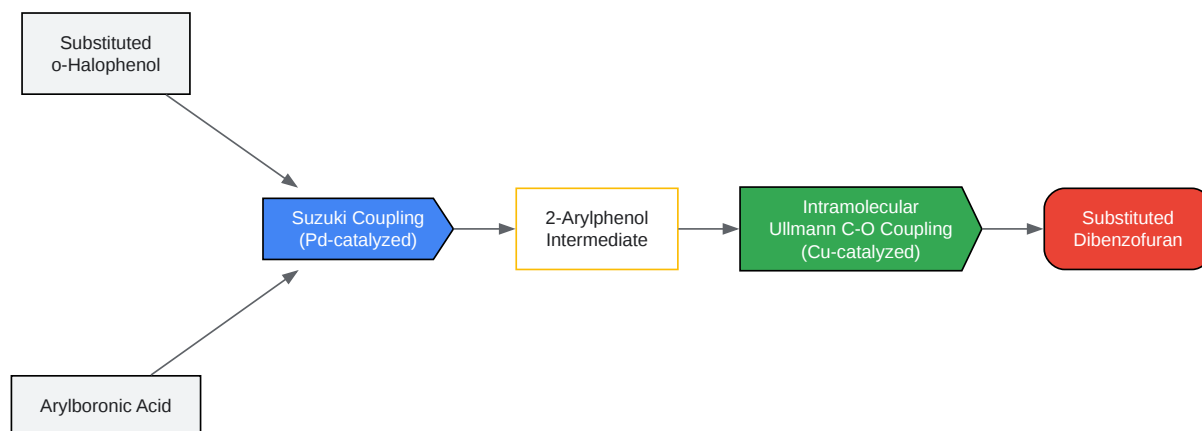 Substituted
o-Halophenol
Arylboronic Acid
Suzuki Coupling
(Pd-catalyzed)
2-Arylphenol
Intermediate
Intramolecular
Ullmann C-O Coupling
(Cu-catalyzed)
Substituted
Dibenzofuran